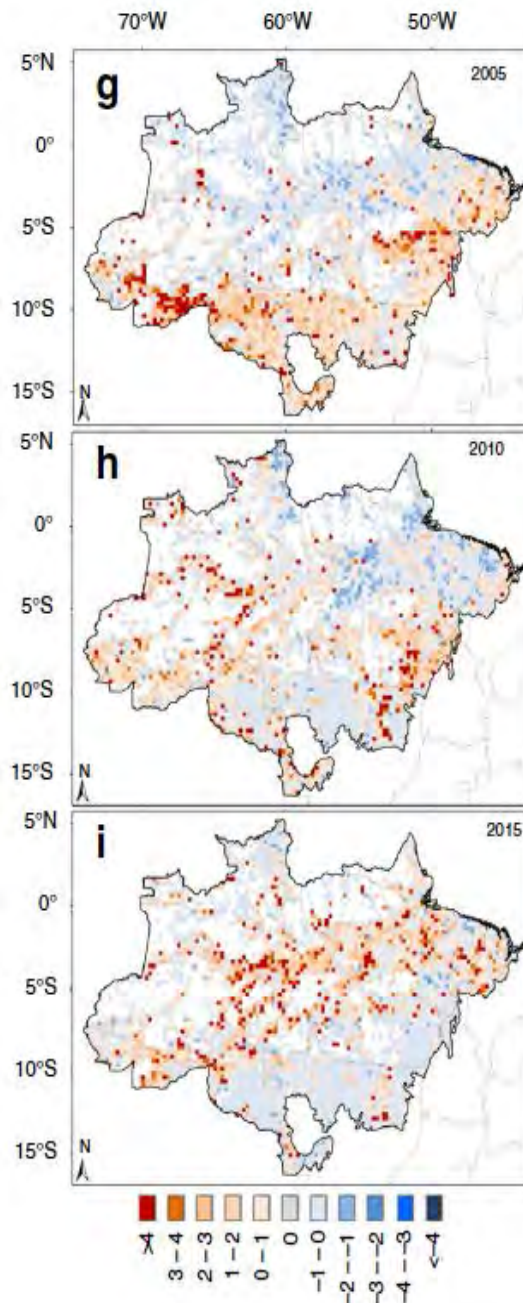 70°W 60°W 50°W
5°N
g
2005
0°
5°S
10°S
15°S
N
5°N
h
2010
0°
5°S
10°S
15°S
N
5°N
i
2015
0°
5°S
10°S
15°S
N
>4
3 – 4
2 – 3
1 – 2
0 – 1
0
–1 – 0
–2 – –1
–3 – –2
–4 – –3
<–4